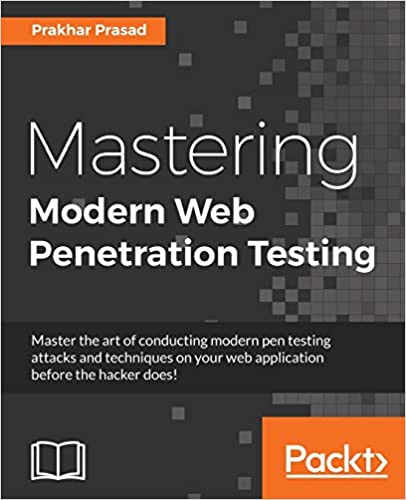 Prakhar Prasad
Mastering
Modern Web
Penetration Testing
Master the art of conducting modern pen testing
attacks and techniques on your web application
before the hacker does!
Packt>